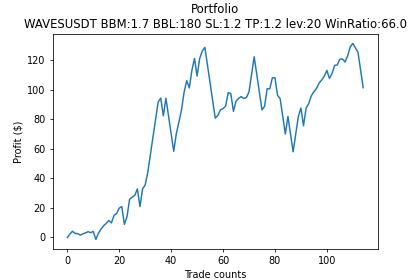 Portfolio
WAVESUSDT BBM:1.7 BBL:180 SL:1.2 TP:1.2 lev:20 WinRatio:66.0
120
100
80
60
40
20
0
Profit ($)
0 20 40 60 80 100
Trade counts